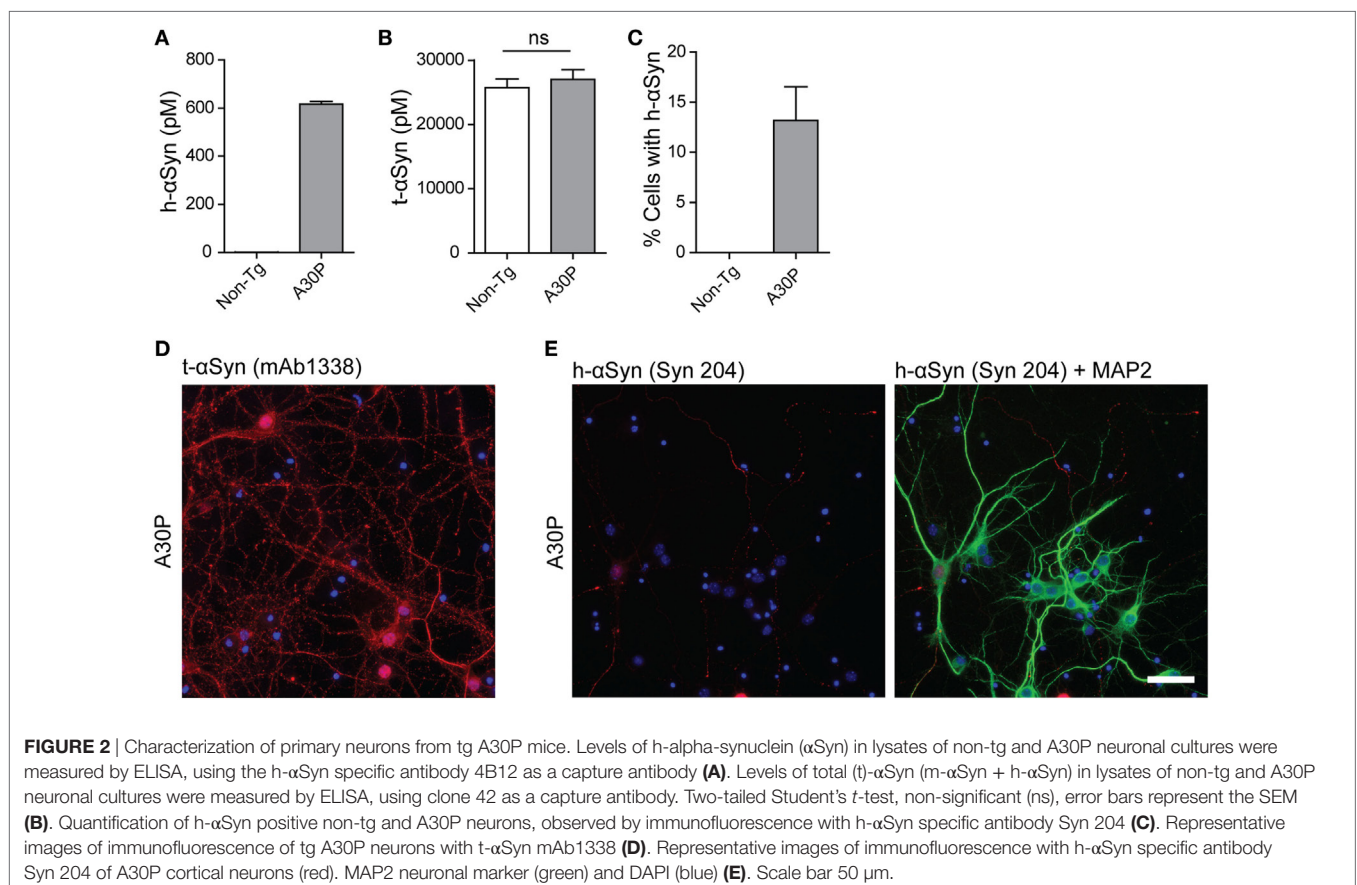 A
h-αSyn (pM)
800
600
400
200
0
Non-Tg
A30P
B
ns
t-αSyn (pM)
30000
20000
10000
0
Non-Tg
A30P
C
% Cells with h-αSyn
20
15
10
5
0
Non-Tg
A30P
D
t-αSyn (mAb1338)
A30P
E
h-αSyn (Syn 204)
h-αSyn (Syn 204) + MAP2
A30P
FIGURE 2 | Characterization of primary neurons from tg A30P mice. Levels of h-alpha-synuclein (αSyn) in lysates of non-tg and A30P neuronal cultures were
measured by ELISA, using the h-αSyn specific antibody 4B12 as a capture antibody (A). Levels of total (t)-αSyn (m-αSyn + h-αSyn) in lysates of non-tg and A30P
neuronal cultures were measured by ELISA, using clone 42 as a capture antibody. Two-tailed Student's t-test, non-significant (ns), error bars represent the SEM
(B). Quantification of h-αSyn positive non-tg and A30P neurons, observed by immunofluorescence with h-αSyn specific antibody Syn 204 (C). Representative
images of immunofluorescence of tg A30P neurons with t-αSyn mAb1338 (D). Representative images of immunofluorescence with h-αSyn specific antibody
Syn 204 of A30P cortical neurons (red). MAP2 neuronal marker (green) and DAPI (blue) (E). Scale bar 50 μm.